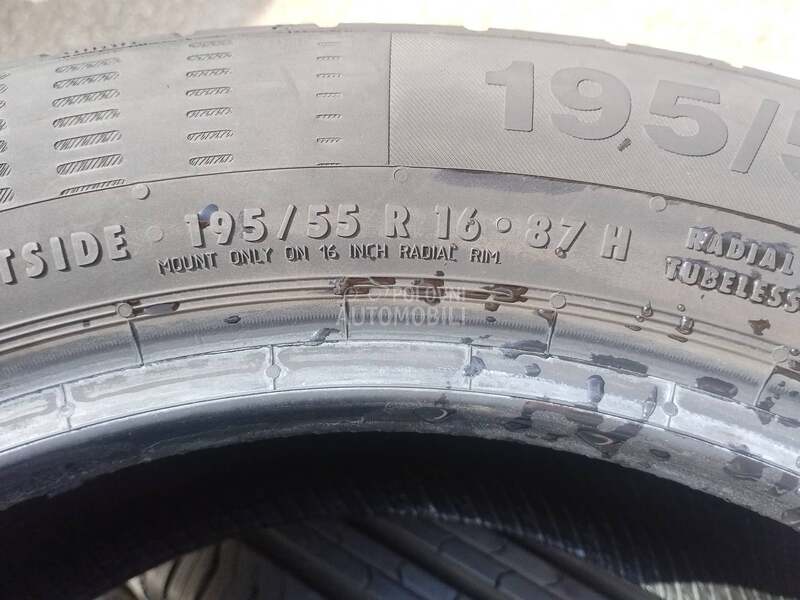 195/5
TSIDE • 195/55 R 16 • 87 H
MOUNT ONLY ON 16 INCH RADIAL RIM.
RADIAL
TUBELESS
POLOVNI
AUTOMOBILI